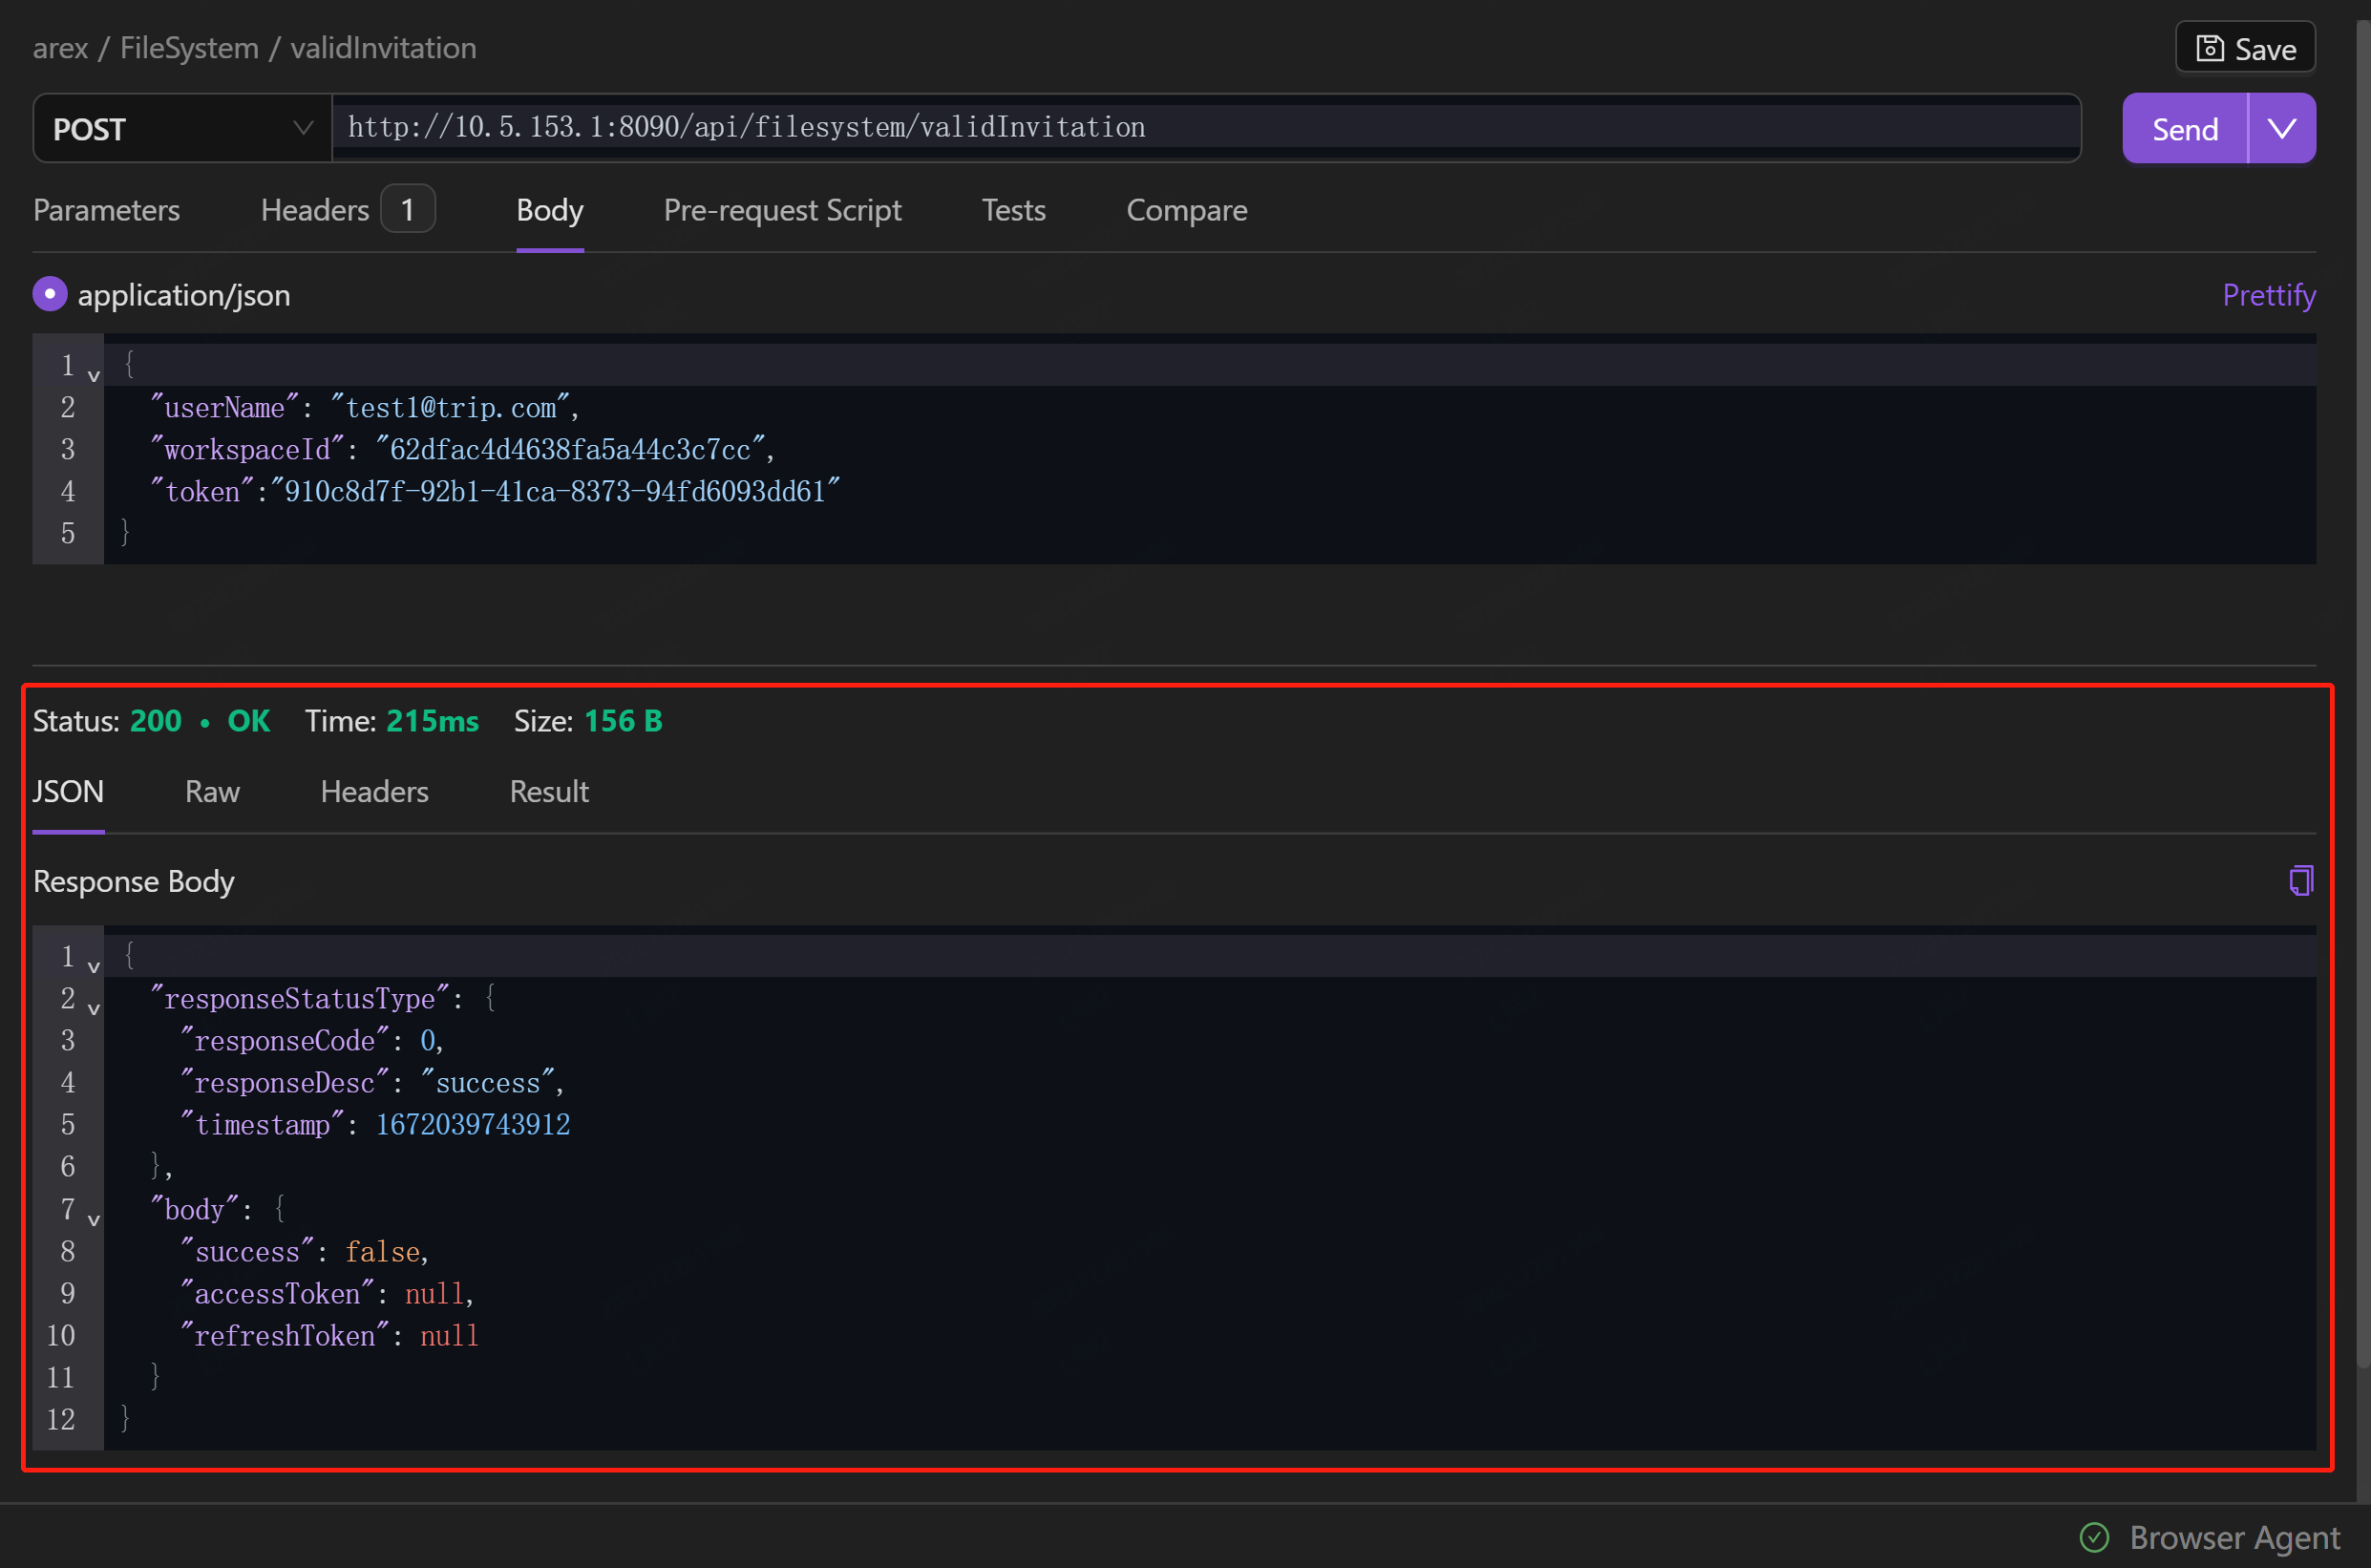 arex / FileSystem / validInvitation
Save
POST
http://10.5.153.1:8090/api/filesystem/validInvitation
Send
Parameters Headers 1 Body Pre-request Script Tests Compare
application/json
Prettify
1 {
2 "userName": "test1@trip.com",
3 "workspaceId": "62dfac4d4638fa5a44c3c7cc",
4 "token":"910c8d7f-92b1-41ca-8373-94fd6093dd61"
5 }
Status: 200 • OK Time: 215ms Size: 156 B
JSON Raw Headers Result
Response Body
1 {
2 "responseStatusType": {
3 "responseCode": 0,
4 "responseDesc": "success",
5 "timestamp": 1672039743912
6 },
7 "body": {
8 "success": false,
9 "accessToken": null,
10 "refreshToken": null
11 }
12 }
Browser Agent